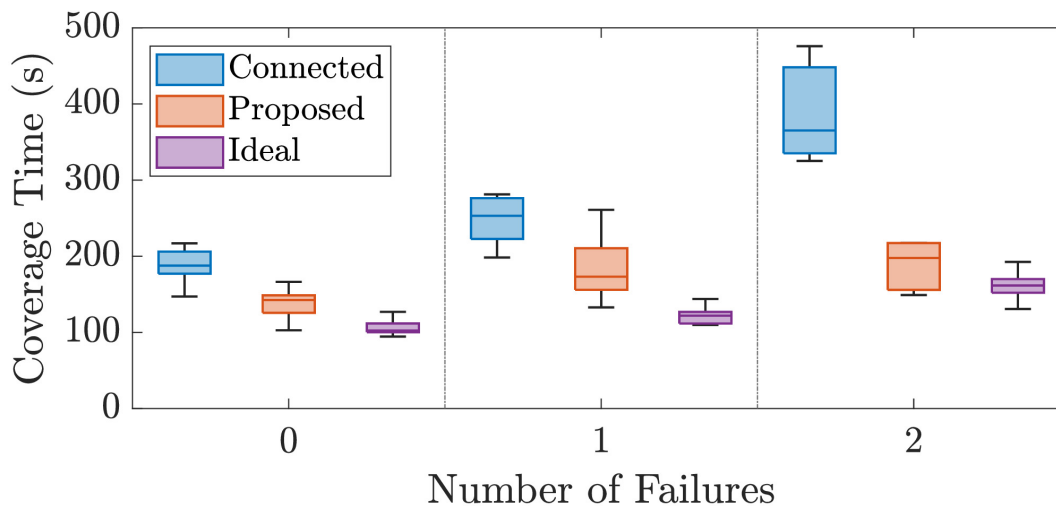 500
400
300
200
100
0
Coverage Time (s)
Connected
Proposed
Ideal
0
1
2
Number of Failures